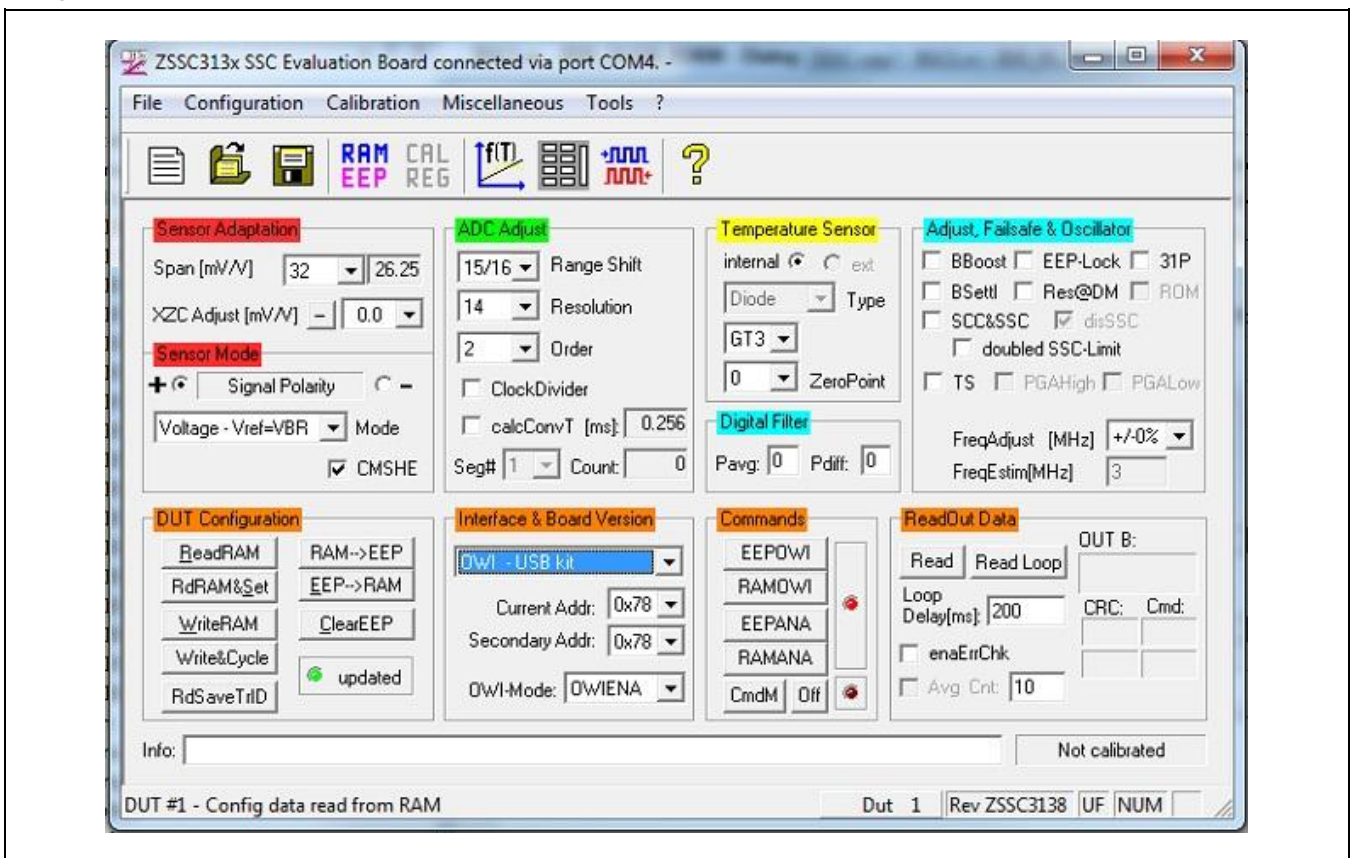 ZSSC313x SSC Evaluation Board connected via port COM4. -
File Configuration Calibration Miscellaneous Tools ?
RAM EEP CAL REG f(T) ?
Sensor Adaptation
Span [mV/V] 32 26.25
XZC Adjust [mV/V] - 0.0
Sensor Mode
+ Signal Polarity -
Voltage - Vref=VBR Mode
CMSHE
ADC Adjust
15/16 Range Shift
14 Resolution
2 Order
ClockDivider
calcConvT [ms]: 0.256
Seg# 1 Count: 0
Temperature Sensor
internal ext
Diode Type
GT3
0 ZeroPoint
Digital Filter
Pavg: 0 Pdiff: 0
Adjust, Failsafe & Oscillator
BBoost EEP-Lock 31P
BSettl Res@DM ROM
SCC&SSC disSSC
doubled SSC-Limit
TS PGAHigh PGALow
FreqAdjust [MHz] +/-0%
FreqEstim[MHz] 3
DUT Configuration
ReadRAM RAM-->EEP
RdRAM&Set EEP-->RAM
WriteRAM ClearEEP
Write&Cycle updated
RdSaveTrID
Interface & Board Version
OWI - USB kit
Current Addr: 0x78
Secondary Addr: 0x78
OWI-Mode: OWIENA
Commands
EEPOWI
RAMOWI
EEPANA
RAMANA
CmdM Off
ReadOut Data
Read Read Loop OUT B:
Loop
Delay[ms]: 200 CRC: Cmd:
enaErrChk
Avg Cnt: 10
Info: Not calibrated
DUT #1 - Config data read from RAM Dut 1 Rev ZSSC3138 UF NUM